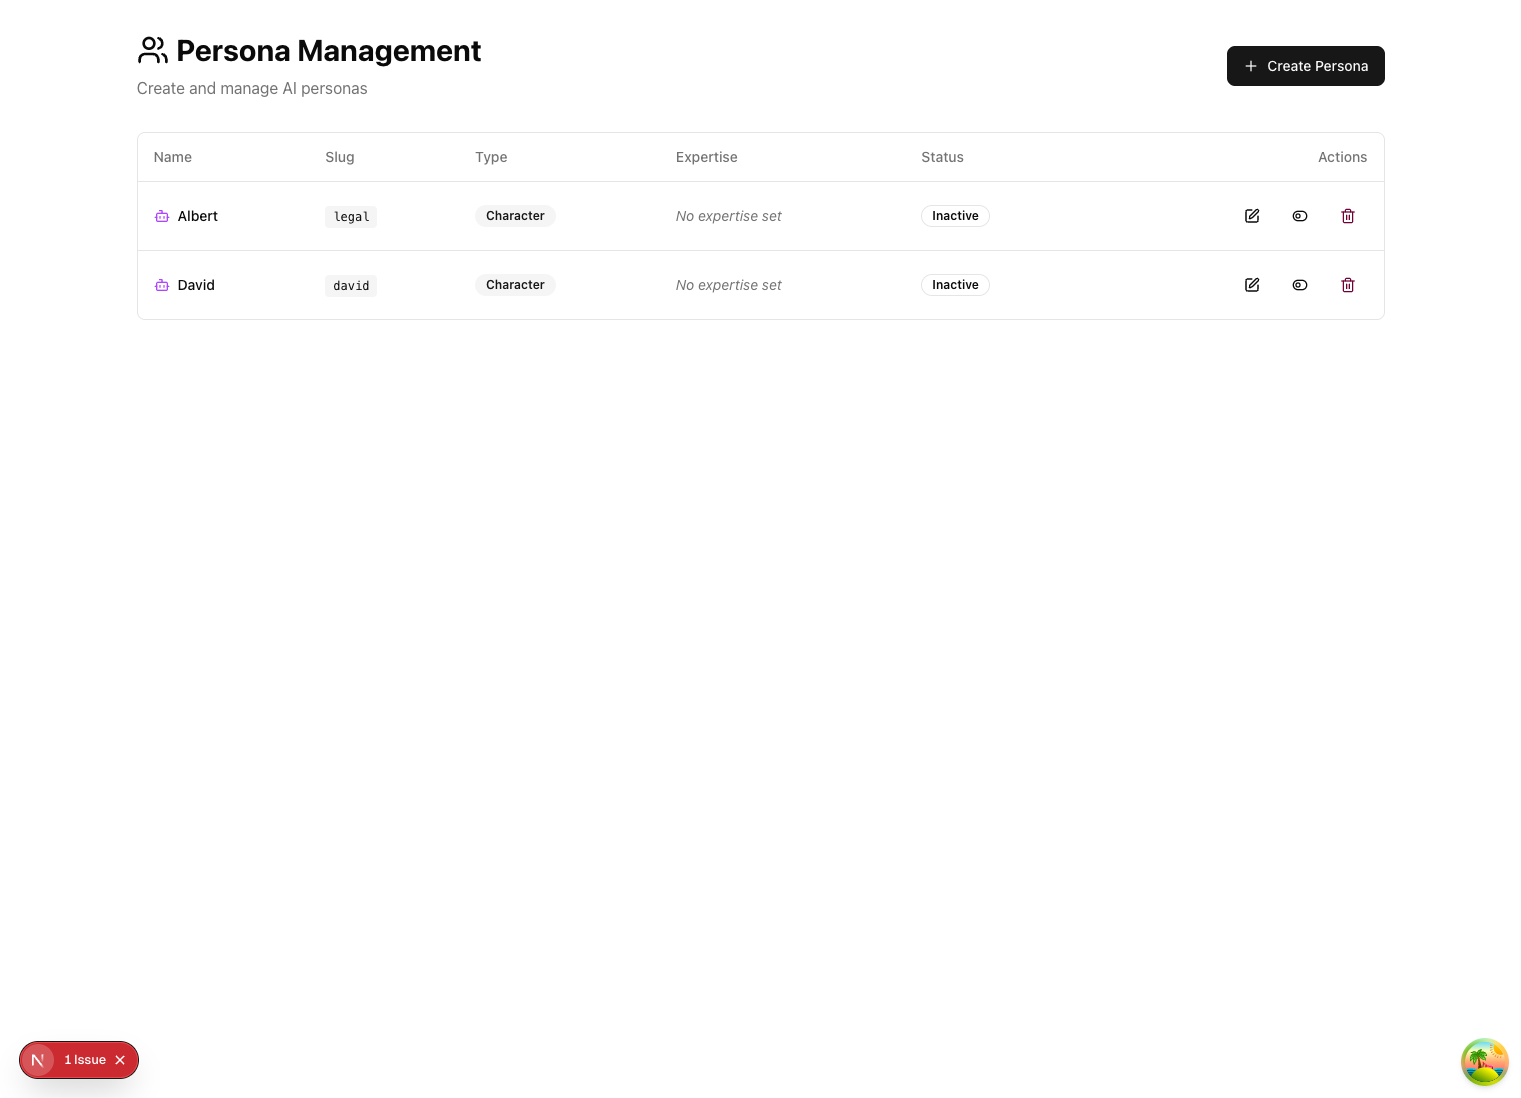 Persona Management
Create and manage AI personas
Create Persona
Name Slug Type Expertise Status Actions
Albert legal Character No expertise set Inactive
David david Character No expertise set Inactive
N 1 Issue